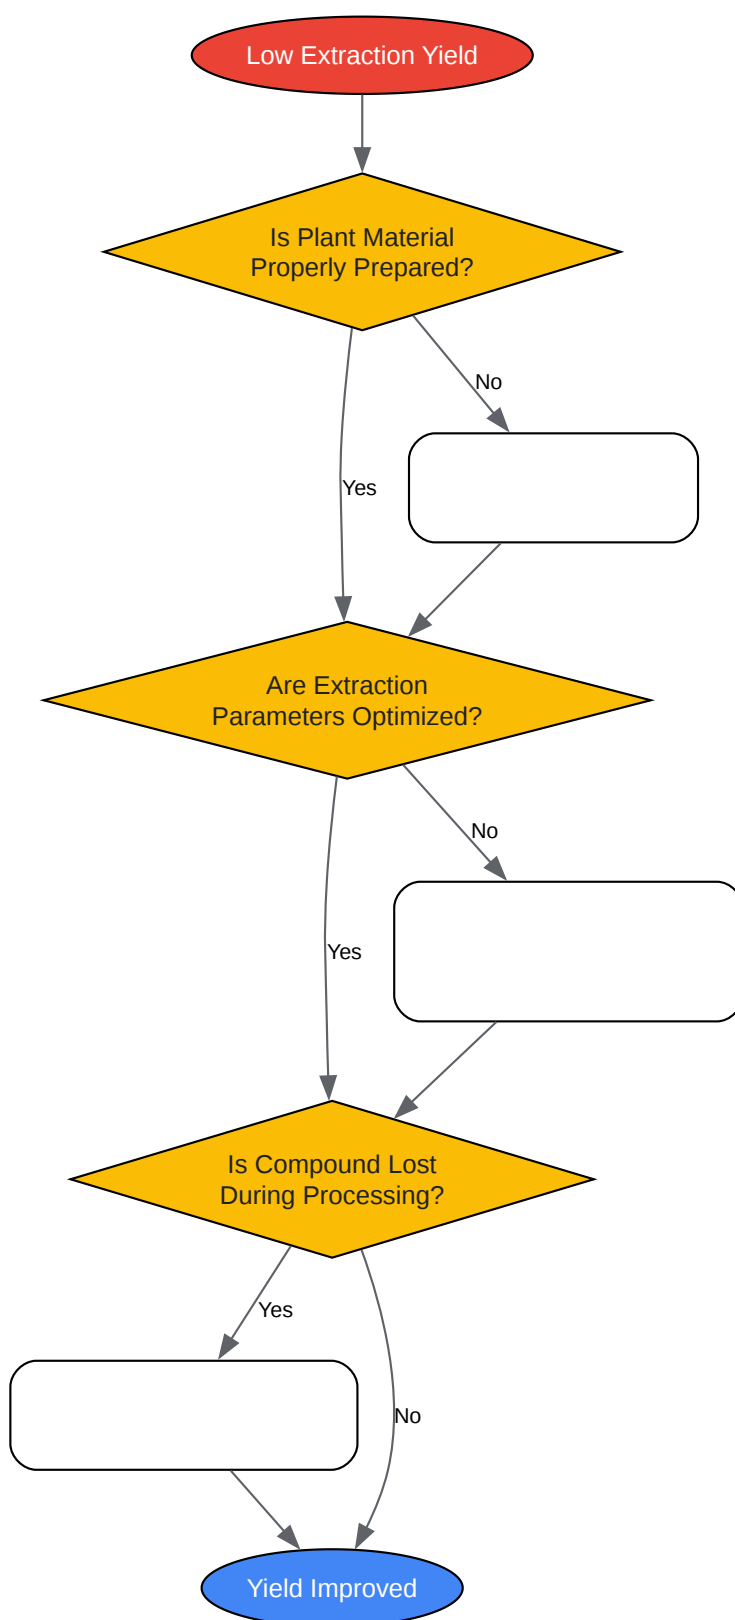 Low Extraction Yield
Is Plant Material
Properly Prepared?
No
Yes
Are Extraction
Parameters Optimized?
No
Yes
Is Compound Lost
During Processing?
Yes
No
Yield Improved